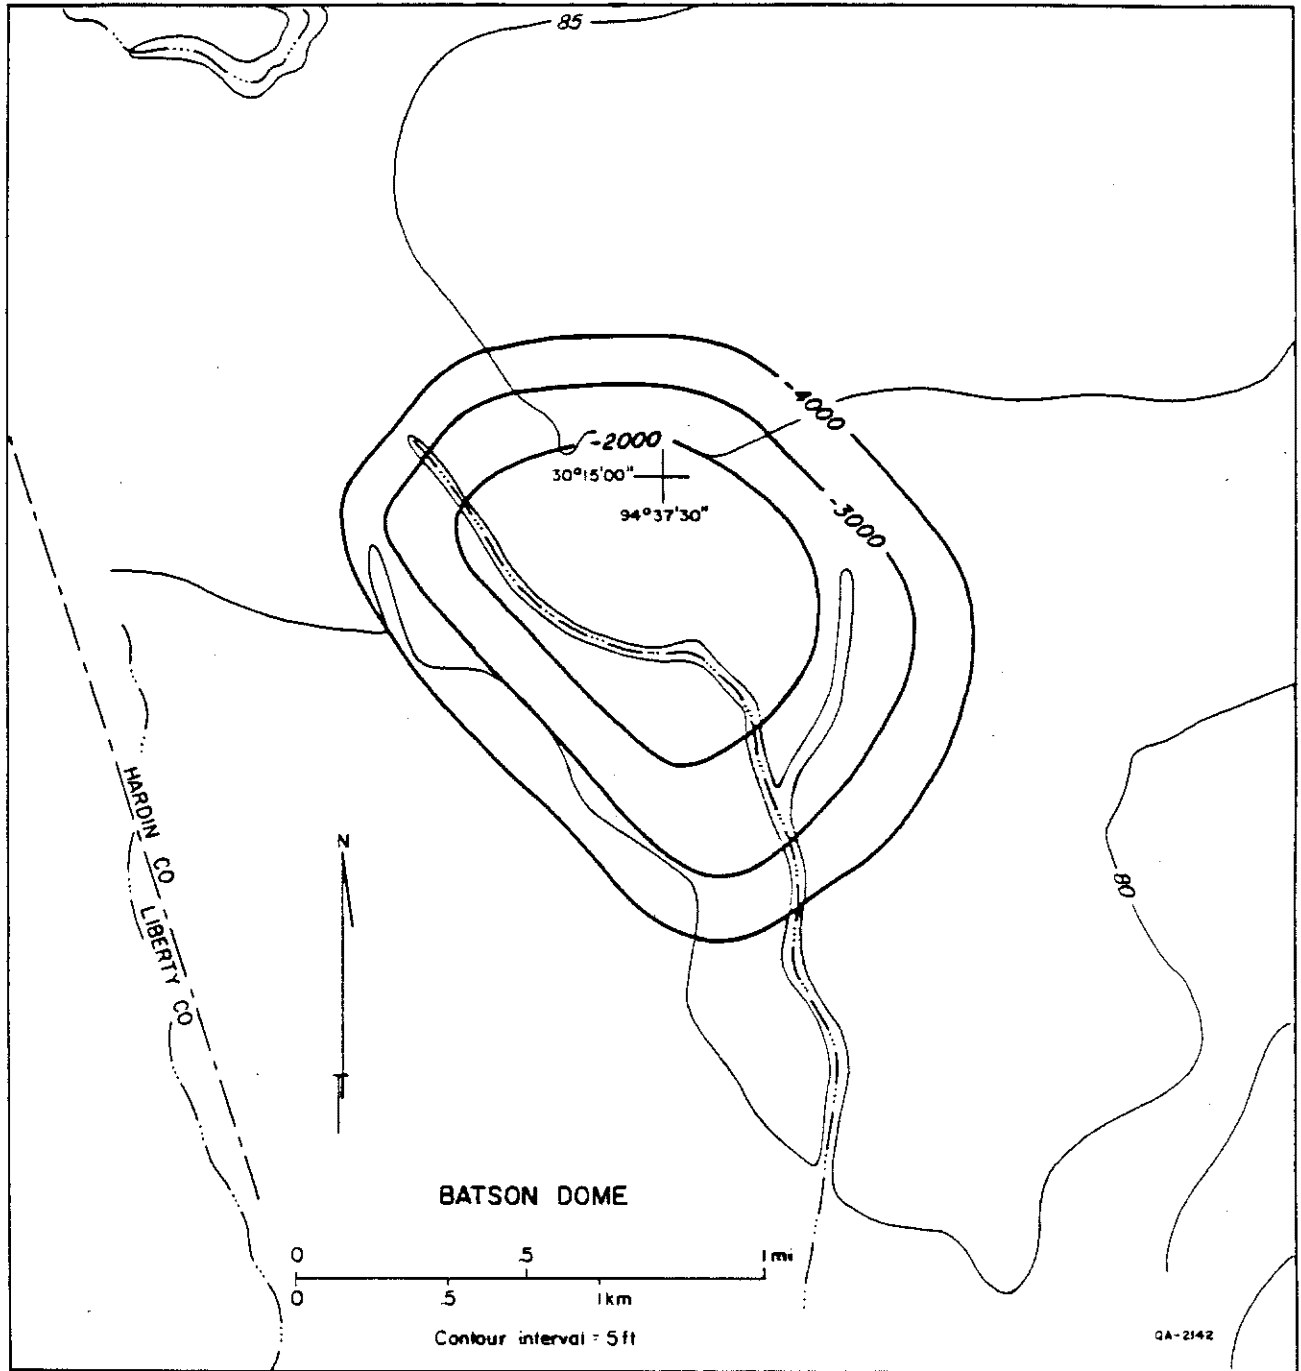 85
-4000
-2000
30°15'00"
94°37'30"
-3000
HARDIN CO
LIBERTY CO
N
80
BATSON DOME
0 .5 1 mi
0 .5 1 km
Contour interval = 5 ft
QA-2142